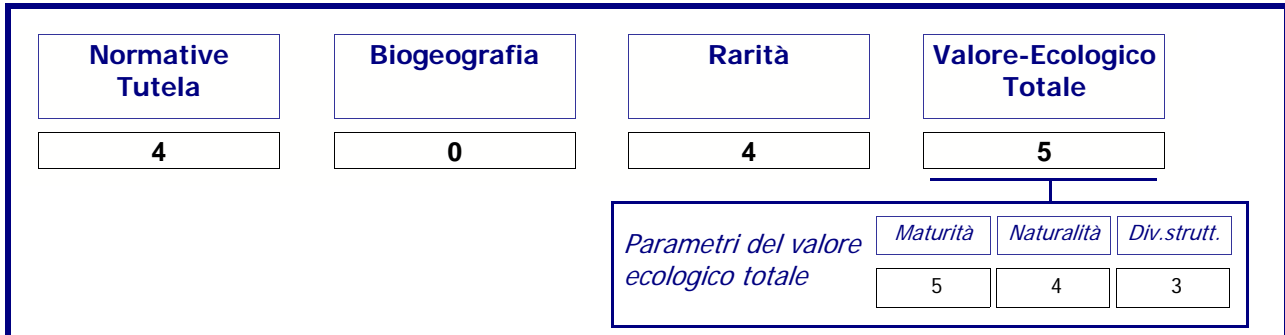 Normative
Tutela
Biogeografia
Rarità
Valore-Ecologico
Totale
4
0
4
5
Parametri del valore
ecologico totale
Maturità
Naturalità
Div.strutt.
5
4
3